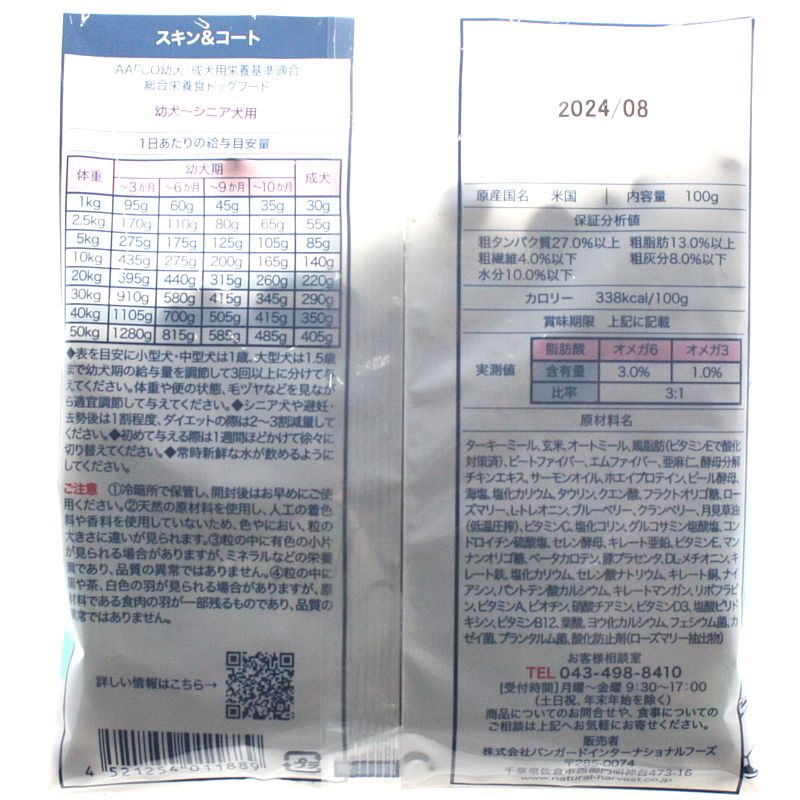 スキン&コート
AAFCO幼犬・成犬用栄養基準適合
総合栄養食ドッグフード
幼犬～シニア犬用
1日あたりの給与目安量
体重 幼犬期 成犬
～3か月 ～6か月 ～9か月 ～10か月
1kg 95g 60g 45g 35g 30g
2.5kg 170g 110g 80g 65g 55g
5kg 275g 175g 125g 105g 85g
10kg 435g 275g 200g 165g 140g
20kg 695g 440g 315g 260g 220g
30kg 910g 580g 415g 345g 290g
40kg 1105g 700g 505g 415g 350g
50kg 1280g 815g 585g 485g 405g
◆表を目安に小型犬・中型犬は1歳、大型犬は1.5歳
まで幼犬期の給与量を調節して3回以上に分けて与
えてください。体重や便の状態、毛ヅヤなどを見なが
ら適宜調節して与えてください。◆シニア犬や避妊・
去勢後は1割程度、ダイエットの際は2～3割減量して
ください。◆初めて与える際は1週間ほどかけて徐々に
切り替えてください。◆常時新鮮な水が飲めるように
してください。
ご注意 ①冷暗所で保管し、開封後はお早めにご使
用ください。②天然の原材料を使用し、人工の着色
料や香料を使用していないため、色やにおい、粒の
大きさに違いが見られます。③粒の中に有色の小片
が見られる場合がありますが、ミネラルなどの栄養
素であり、品質の異常ではありません。④粒の中に
黒や茶、白色の羽が見られる場合がありますが、原
材料である食肉の羽が一部残るものであり、品質の
異常ではありません。
詳しい情報はこちら→
4 521254 011889
プラ
2024/08
原産国名 米国 内容量 100g
保証分析値
粗タンパク質27.0%以上 粗脂肪13.0%以上
粗繊維4.0%以下 粗灰分8.0%以下
水分10.0%以下
カロリー 338kcal/100g
賞味期限 上記に記載
実測値
脂肪酸 オメガ6 オメガ3
含有量 3.0% 1.0%
比率 3:1
原材料名
ターキーミール、玄米、オートミール、鶏脂肪(ビタミンEで酸化
対策済)、ビートファイバー、エムファイバー、亜麻仁、酵母分解
チキンエキス、サーモンオイル、ホエイプロテイン、ビール酵母、
海塩、塩化カリウム、タウリン、クエン酸、フラクトオリゴ糖、ロー
ズマリー、L-トレオニン、ブルーベリー、クランベリー、月見草油
(低温圧搾)、ビタミンC、塩化コリン、グルコサミン塩酸塩、コン
ドロイチン硫酸塩、セレン酵母、キレート亜鉛、ビタミンE、マン
ナンオリゴ糖、ベータカロテン、豚プラセンタ、DL-メチオニン、キ
レート鉄、塩化カリウム、セレン酸ナトリウム、キレート銅、ナイ
アシン、パントテン酸カルシウム、キレートマンガン、リボフラビ
ン、ビタミンA、ビオチン、硝酸チアミン、ビタミンD3、塩酸ピリド
キシン、ビタミンB12、葉酸、ヨウ化カルシウム、フェシウム菌、カ
ゼイ菌、プランタルム菌、酸化防止剤(ローズマリー抽出物)
お客様相談室
TEL 043-498-8410
[受付時間]月曜～金曜 9:30～17:00
(土日祝、年末年始を除く)
商品についてのお問合せや、食事についての
ご相談は上記へお気軽にお寄せください。
販売者
株式会社バンガードインターナショナルフーズ
〒285-0074
千葉県佐倉市西御門明神台473-16
www.natural-harvest.co.jp